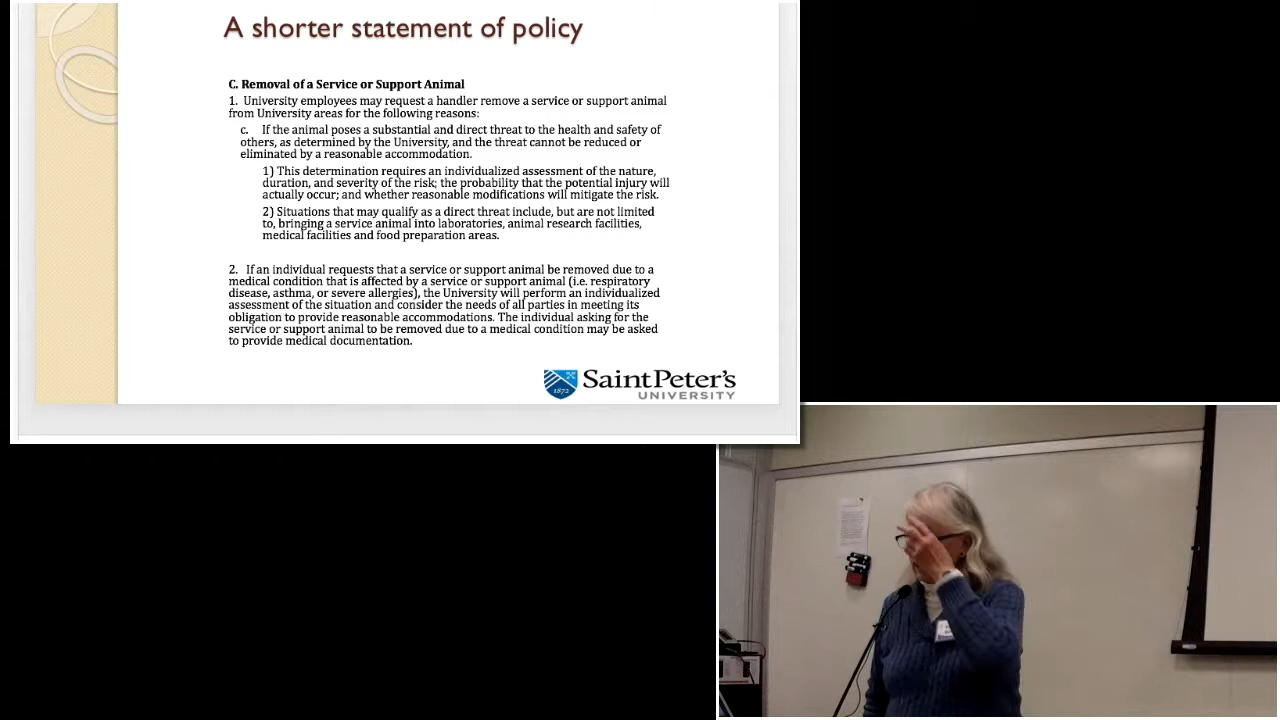 A shorter statement of policy
C. Removal of a Service or Support Animal
1. University employees may request a handler remove a service or support animal
from University areas for the following reasons:
c. If the animal poses a substantial and direct threat to the health and safety of
others, as determined by the University, and the threat cannot be reduced or
eliminated by a reasonable accommodation.
1) This determination requires an individualized assessment of the nature,
duration, and severity of the risk; the probability that the potential injury will
actually occur; and whether reasonable modifications will mitigate the risk.
2) Situations that may qualify as a direct threat include, but are not limited
to, bringing a service animal into laboratories, animal research facilities,
medical facilities and food preparation areas.
2. If an individual requests that a service or support animal be removed due to a
medical condition that is affected by a service or support animal (i.e. respiratory
disease, asthma, or severe allergies), the University will perform an individualized
assessment of the situation and consider the needs of all parties in meeting its
obligation to provide reasonable accommodations. The individual asking for the
service or support animal to be removed due to a medical condition may be asked
to provide medical documentation.
1872
Saint Peter's
UNIVERSITY